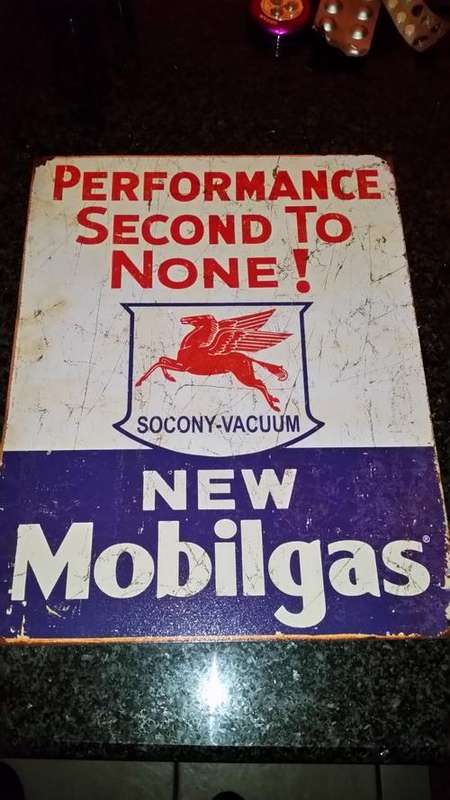 PERFORMANCE
SECOND TO
NONE!
SOCONY-VACUUM
NEW
Mobilgas®